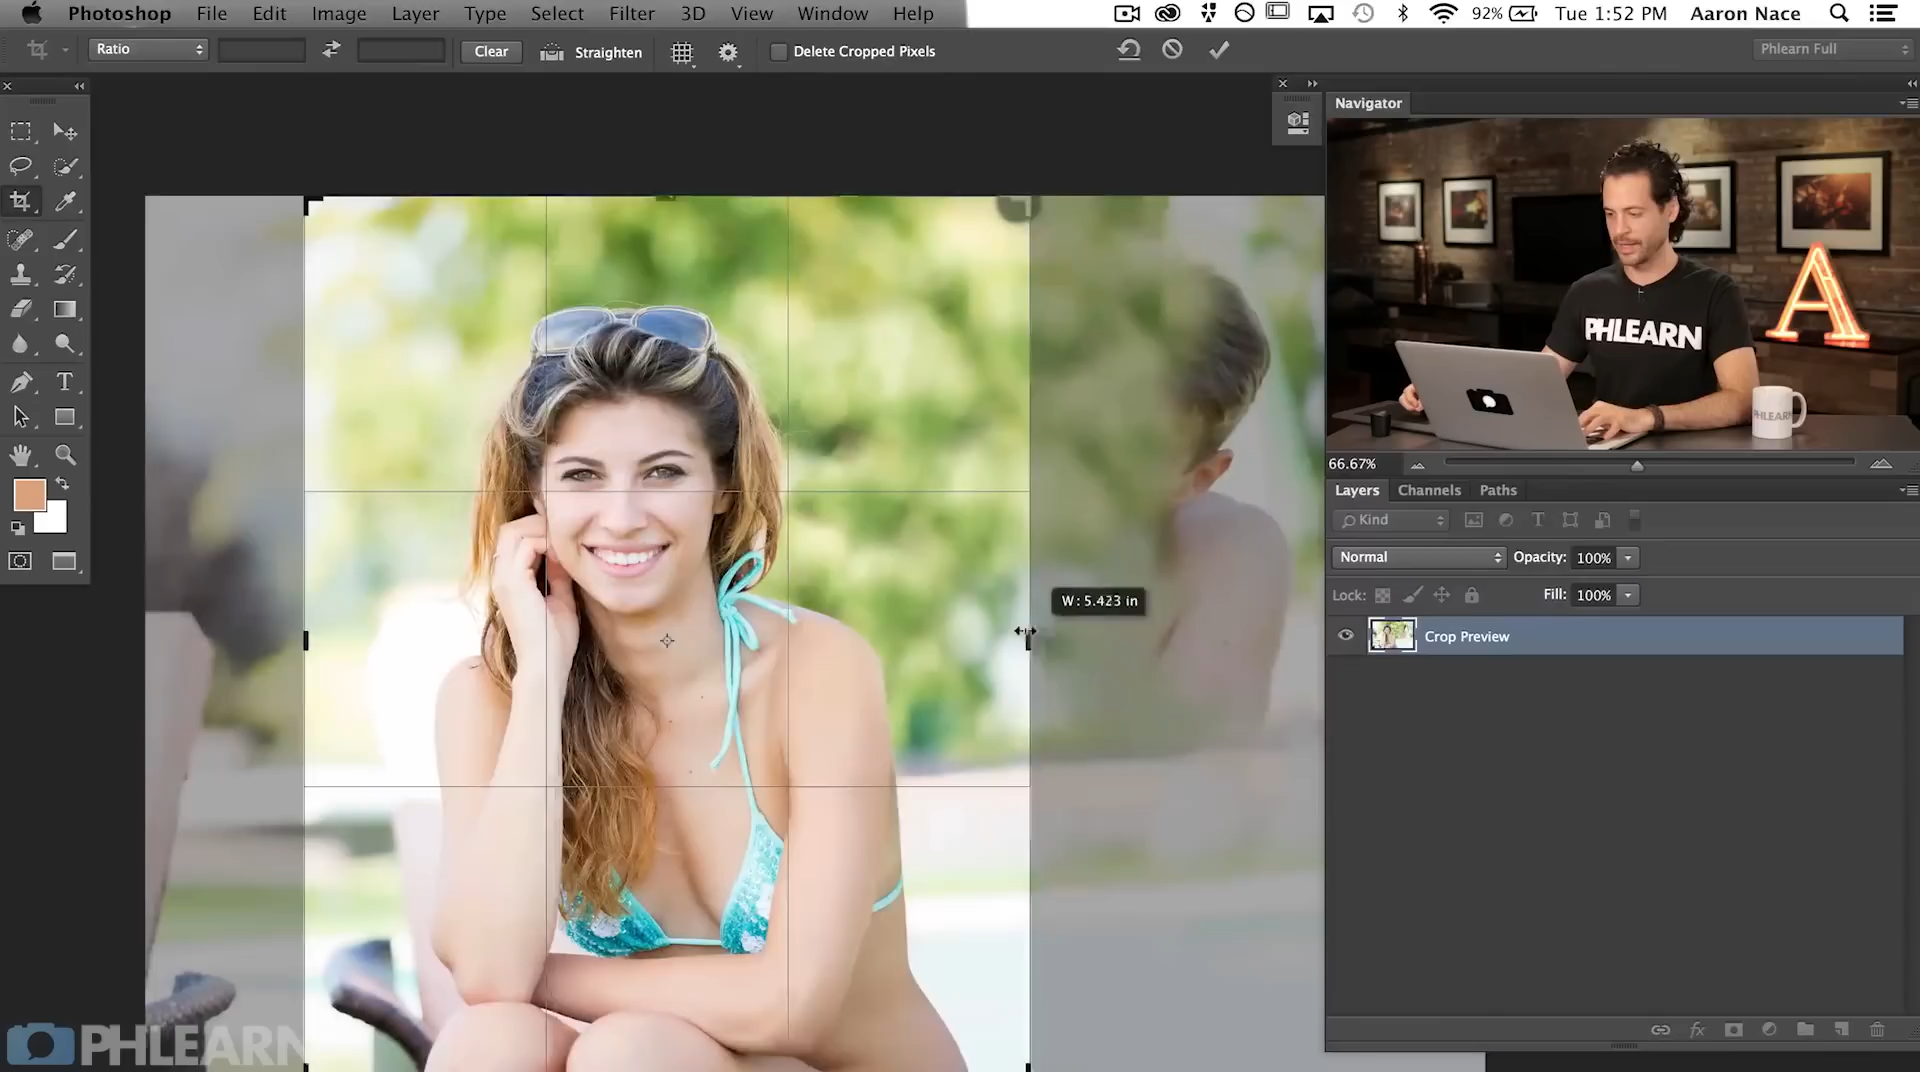 Photoshop File Edit Image Layer Type Select Filter 3D View Window Help 92% Tue 1:52 PM Aaron Nace
Ratio Clear Straighten Delete Cropped Pixels Phlearn Full
Navigator
A
PHLEARN
PHLEARN
66.67%
Layers Channels Paths
Kind T
Normal Opacity: 100%
Lock: Fill: 100%
W: 5.423 in
Crop Preview
T
fx
PHLEARN